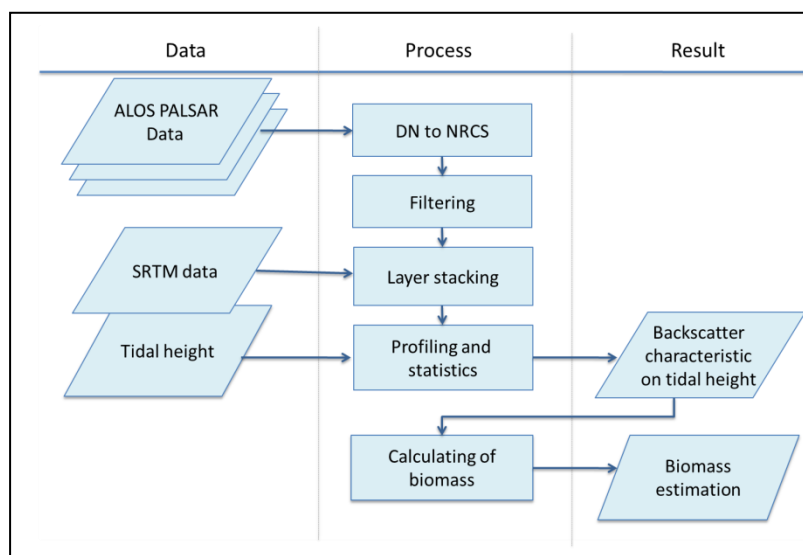 Data
Process
Result
ALOS PALSAR
Data
DN to NRCS
Filtering
SRTM data
Layer stacking
Tidal height
Profiling and
statistics
Backscatter
characteristic
on tidal height
Calculating of
biomass
Biomass
estimation